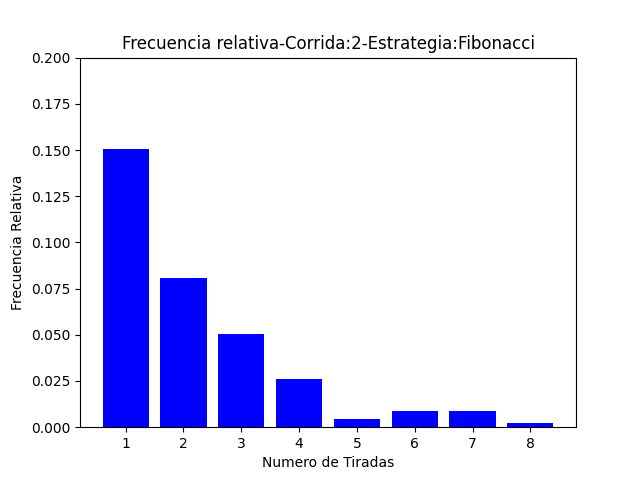 Frecuencia relativa-Corrida:2-Estrategia:Fibonacci
0.200
0.175
0.150
0.125
0.100
0.075
0.050
0.025
0.000
Frecuencia Relativa
1 2 3 4 5 6 7 8
Numero de Tiradas